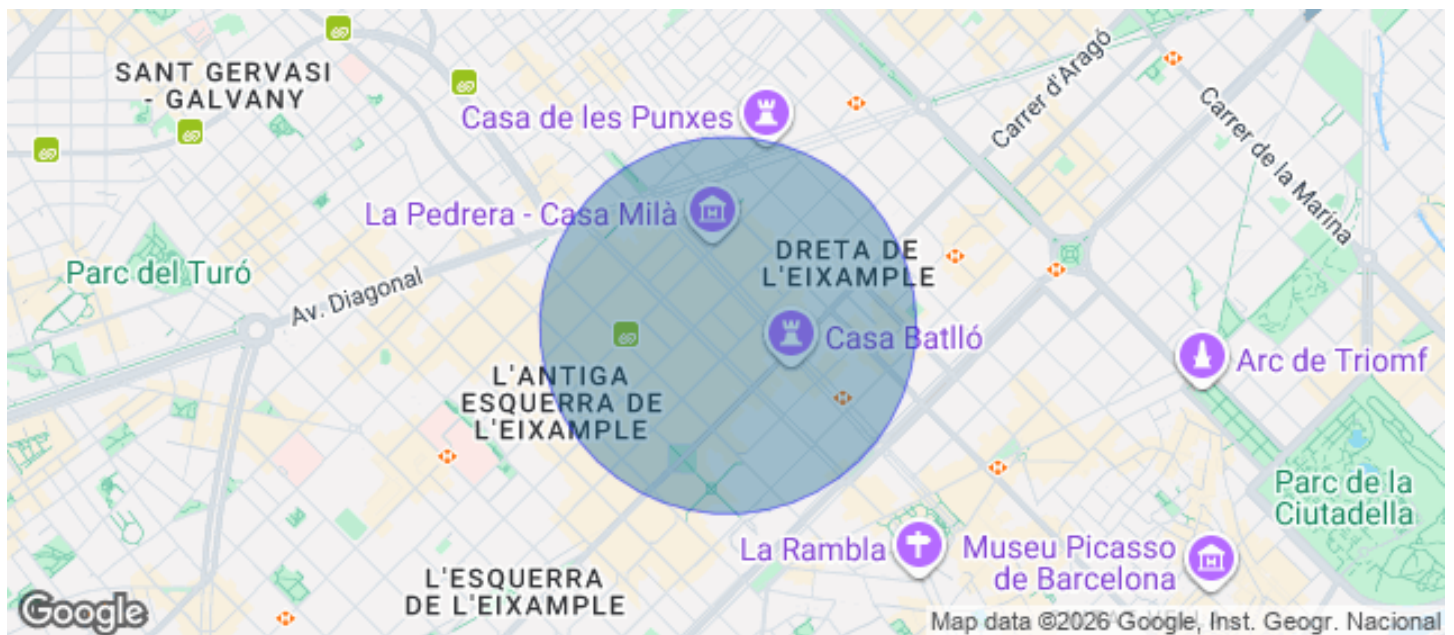 SANT GERVASI
- GALVANY
Casa de les Punxes
Carrer d'Aragó
Carrer de la Marina
La Pedrera - Casa Milà
DRETA DE
L'EIXAMPLE
Parc del Turó
Av. Diagonal
Casa Batlló
Arc de Triomf
L'ANTIGA
ESQUERRA DE
L'EIXAMPLE
Parc de la
Ciutadella
La Rambla
Museu Picasso
de Barcelona
L'ESQUERRA
DE L'EIXAMPLE
Google
Map data ©2026 Google, Inst. Geogr. Nacional